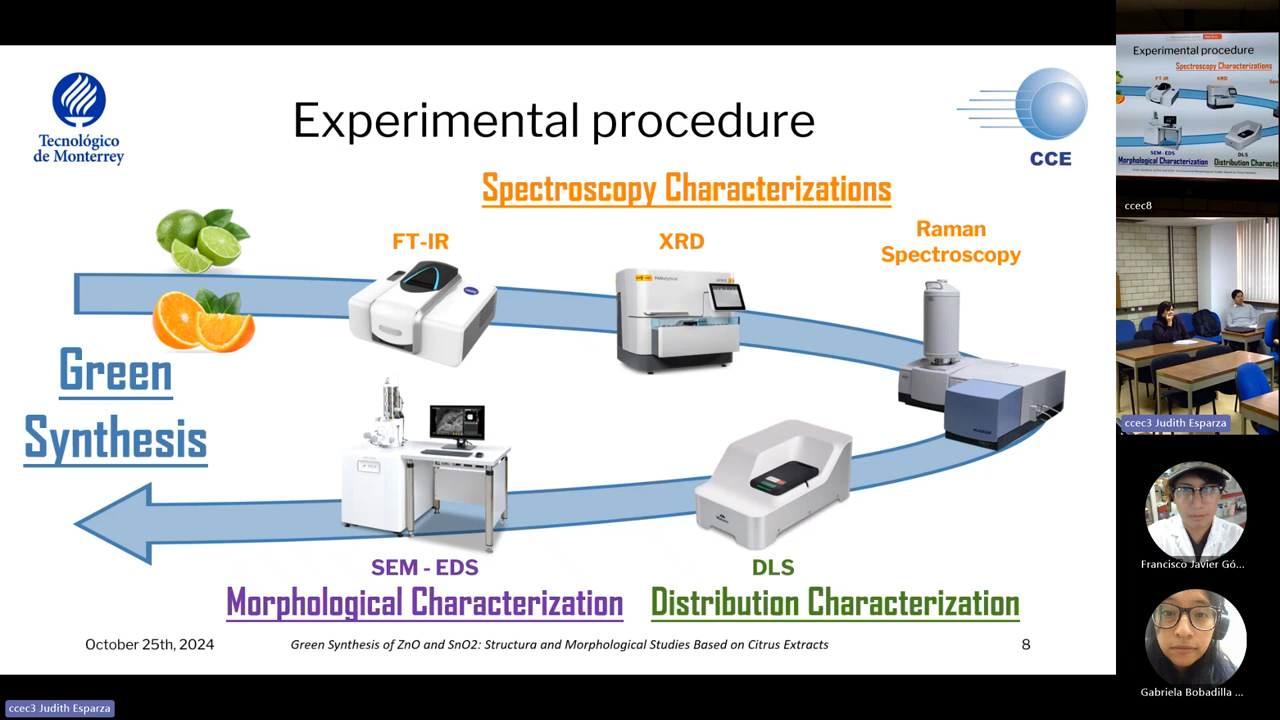 Tecnológico
de Monterrey
Experimental procedure
CCE
Spectroscopy Characterizations
FT-IR
XRD
Raman
Spectroscopy
Green
Synthesis
SEM - EDS
DLS
Morphological Characterization
Distribution Characterization
October 25th, 2024
Green Synthesis of ZnO and SnO2: Structura and Morphological Studies Based on Citrus Extracts
8
ccec3 Judith Esparza
Experimental procedure
Spectroscopy Characterizations
FT-IR
XRD
SEM - EDS
DLS
Morphological Characterization
Distribution Characte
ccec8
ccec3 Judith Esparza
Francisco Javier Gó...
Gabriela Bobadilla ...